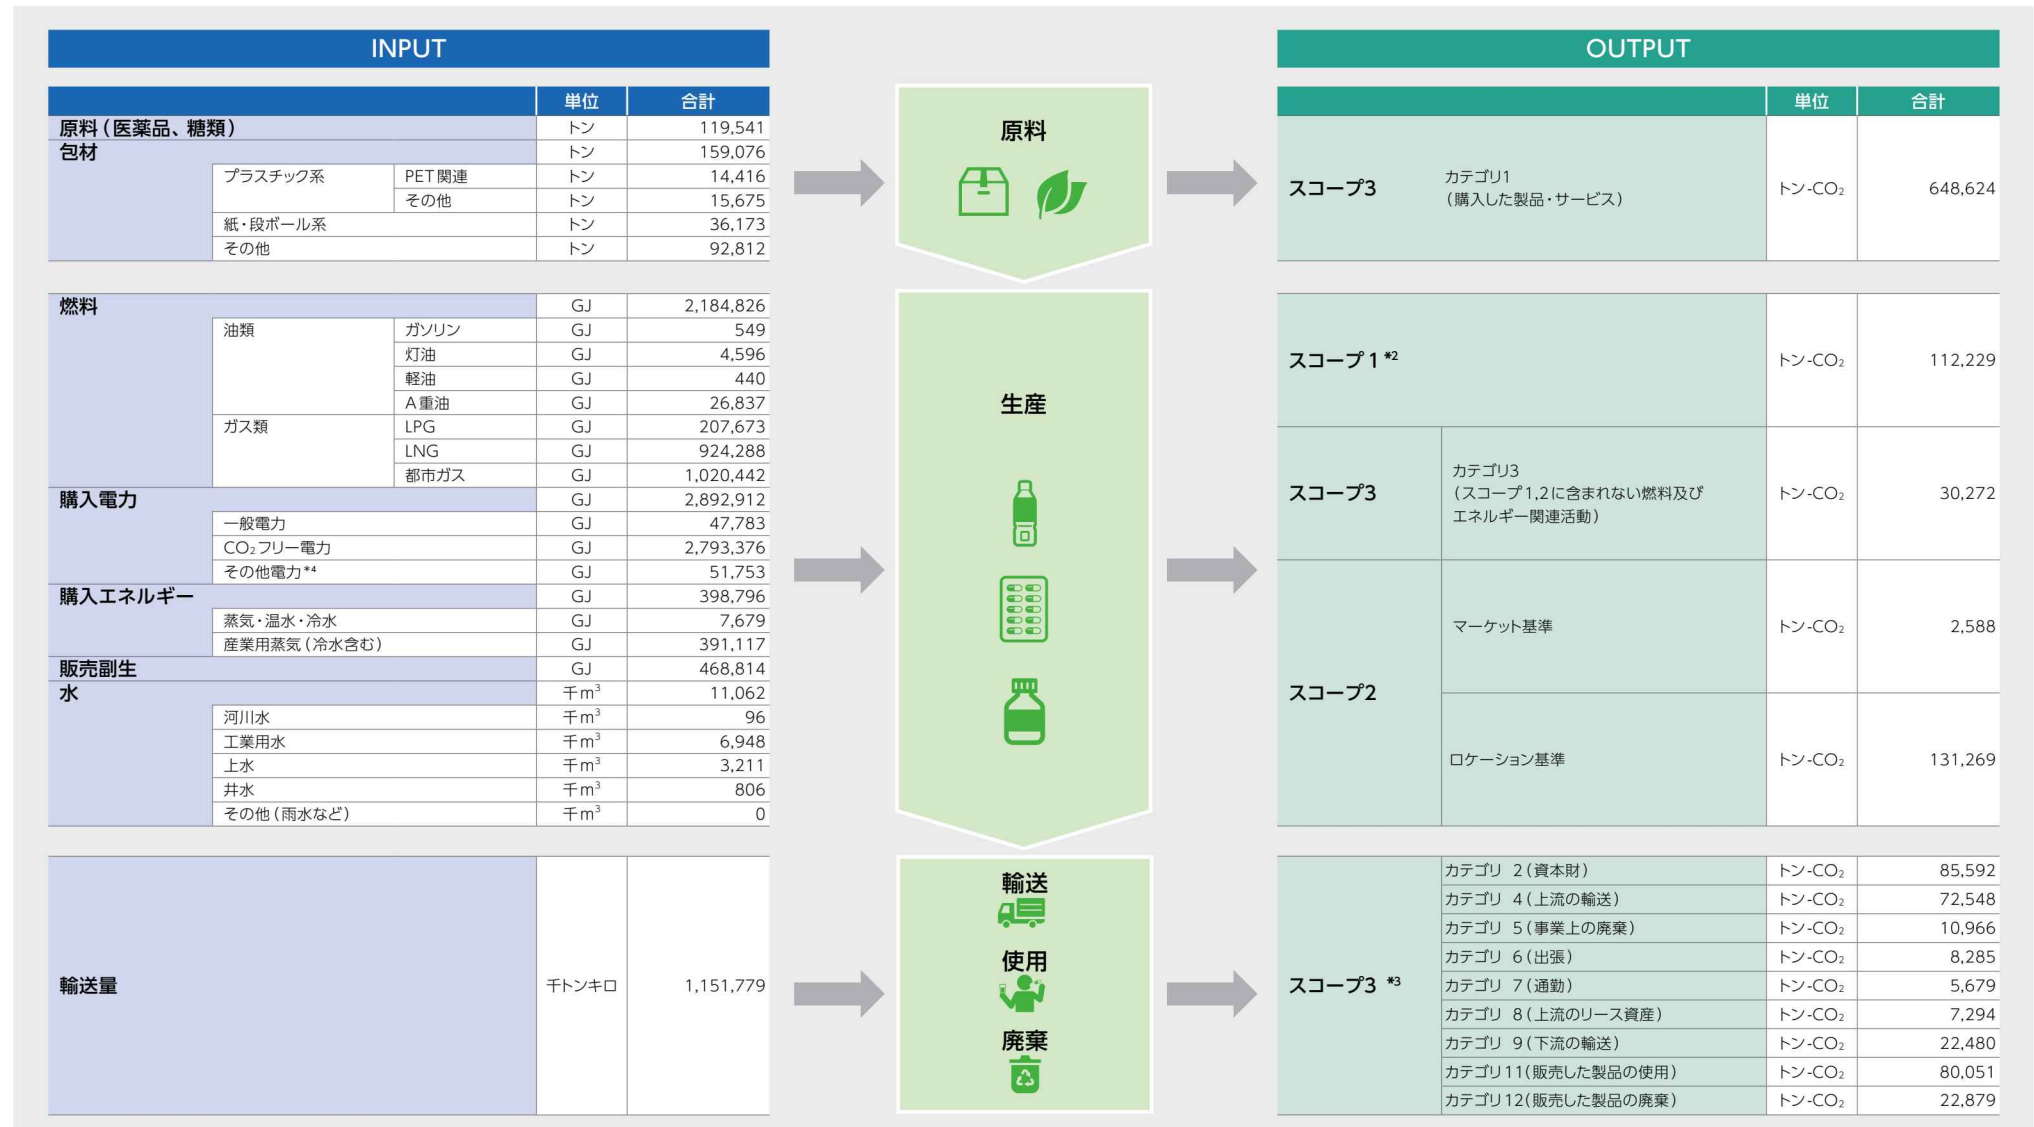 INPUT
単位 合計
原料（医薬品、糖類） トン 119,541
包材 トン 159,076
プラスチック系 PET関連 トン 14,416
その他 トン 15,675
紙・段ボール系 トン 36,173
その他 トン 92,812
燃料 GJ 2,184,826
油類 ガソリン GJ 549
灯油 GJ 4,596
軽油 GJ 440
A重油 GJ 26,837
ガス類 LPG GJ 207,673
LNG GJ 924,288
都市ガス GJ 1,020,442
購入電力 GJ 2,892,912
一般電力 GJ 47,783
CO₂フリー電力 GJ 2,793,376
その他電力*4 GJ 51,753
購入エネルギー GJ 398,796
蒸気・温水・冷水 GJ 7,679
産業用蒸気（冷水含む） GJ 391,117
販売副生 GJ 468,814
水 千m³ 11,062
河川水 千m³ 96
工業用水 千m³ 6,948
上水 千m³ 3,211
井水 千m³ 806
その他（雨水など） 千m³ 0
輸送量 千トンキロ 1,151,779
原料
生産
輸送
使用
廃棄
OUTPUT
単位 合計
スコープ3 カテゴリ1
（購入した製品・サービス） トン-CO₂ 648,624
スコープ1*2 トン-CO₂ 112,229
スコープ3 カテゴリ3
（スコープ1,2に含まれない燃料及び
エネルギー関連活動） トン-CO₂ 30,272
スコープ2 マーケット基準 トン-CO₂ 2,588
ロケーション基準 トン-CO₂ 131,269
スコープ3 *3 カテゴリ 2（資本財） トン-CO₂ 85,592
カテゴリ 4（上流の輸送） トン-CO₂ 72,548
カテゴリ 5（事業上の廃棄） トン-CO₂ 10,966
カテゴリ 6（出張） トン-CO₂ 8,285
カテゴリ 7（通勤） トン-CO₂ 5,679
カテゴリ 8（上流のリース資産） トン-CO₂ 7,294
カテゴリ 9（下流の輸送） トン-CO₂ 22,480
カテゴリ11（販売した製品の使用） トン-CO₂ 80,051
カテゴリ12（販売した製品の廃棄） トン-CO₂ 22,879